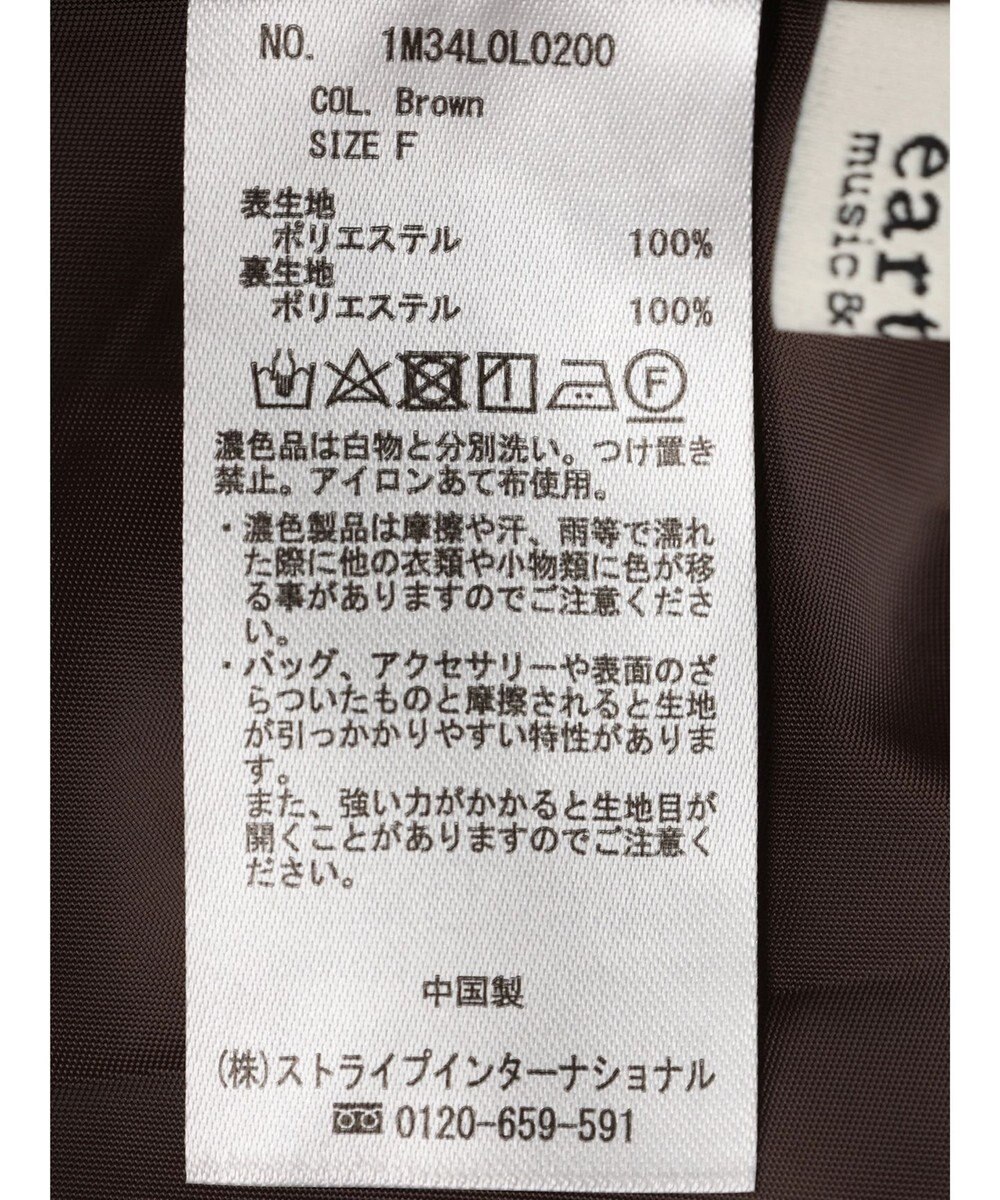 NO. 1M34L0L0200
COL. Brown
SIZE F
表生地
ポリエステル 100%
裏生地
ポリエステル 100%
F
濃色品は白物と分別洗い。つけ置き
禁止。アイロンあて布使用。
・濃色製品は摩擦や汗、雨等で濡れ
た際に他の衣類や小物類に色が移
る事がありますのでご注意くださ
い。
・バッグ、アクセサリーや表面のざ
らついたものと摩擦されると生地
が引っかかりやすい特性がありま
す。
また、強い力がかかると生地目が
開くことがありますのでご注意く
ださい。
中国製
(株)ストライプインターナショナル
0120-659-591
eart
music &